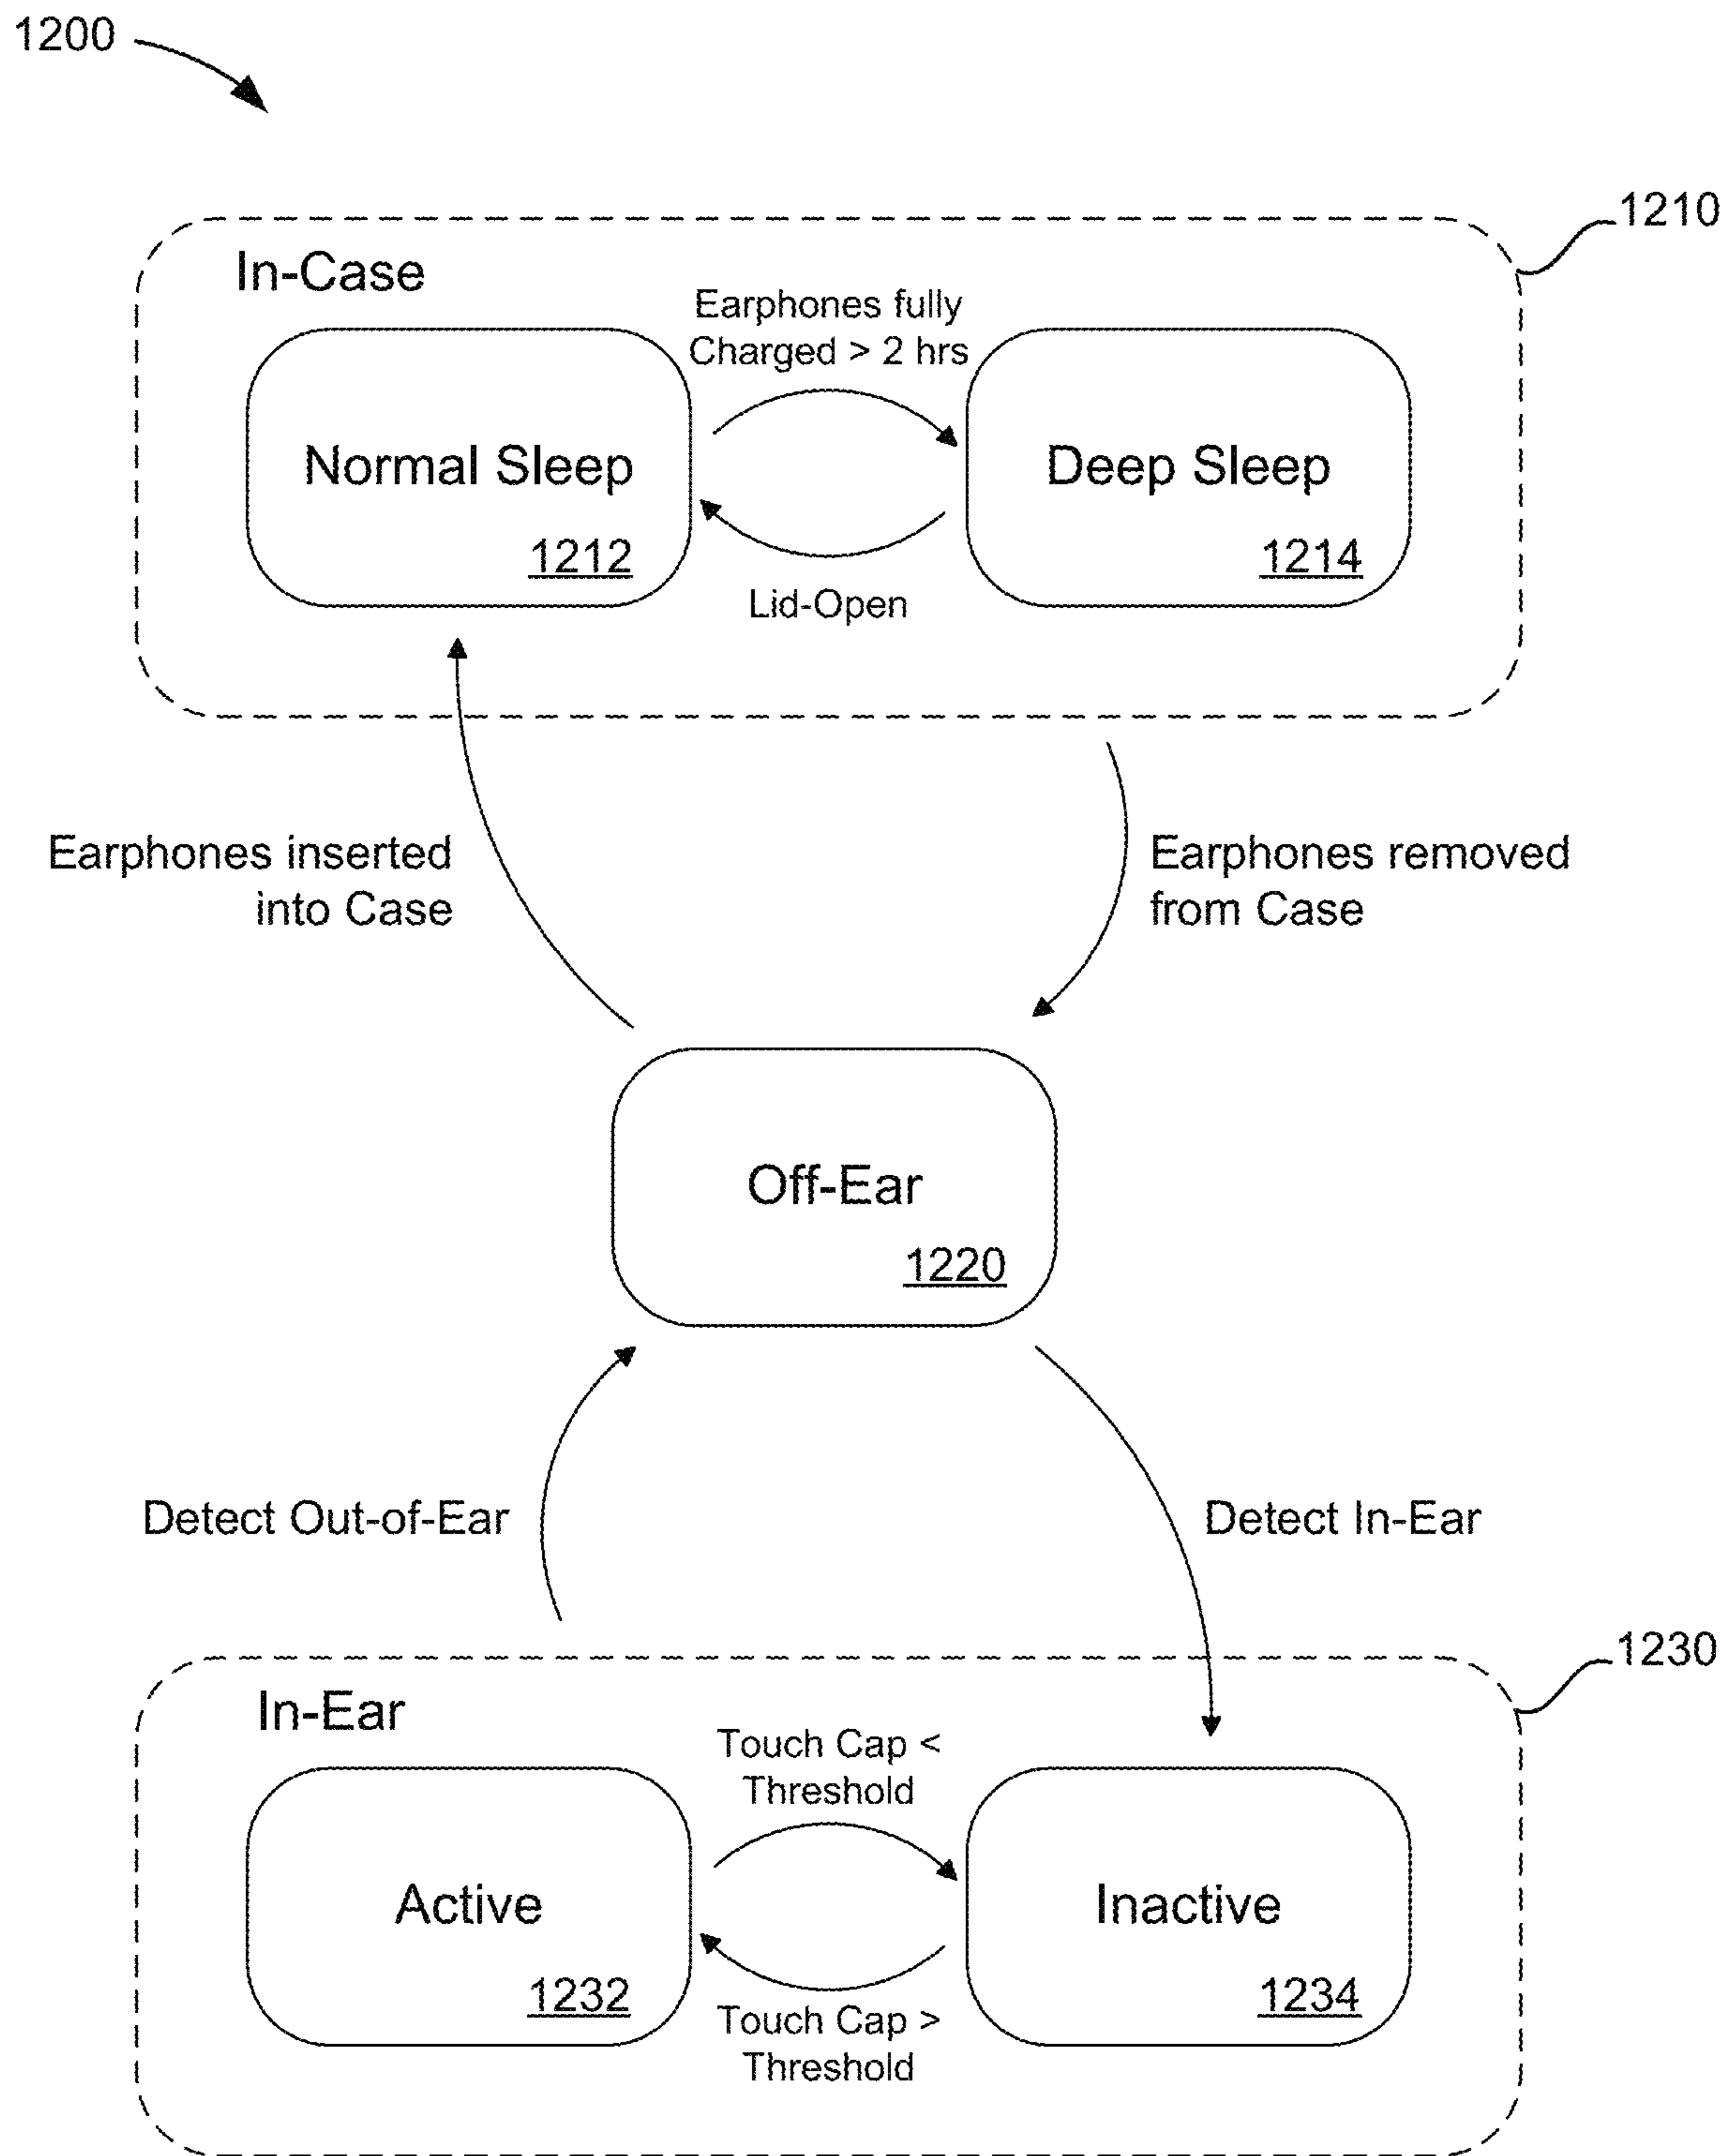 1200
1210
In-Case
Earphones fully
Charged > 2 hrs
Normal Sleep
1212
Deep Sleep
1214
Lid-Open
Earphones inserted
into Case
Earphones removed
from Case
Off-Ear
1220
Detect Out-of-Ear
Detect In-Ear
1230
In-Ear
Touch Cap <
Threshold
Active
1232
Inactive
1234
Touch Cap >
Threshold